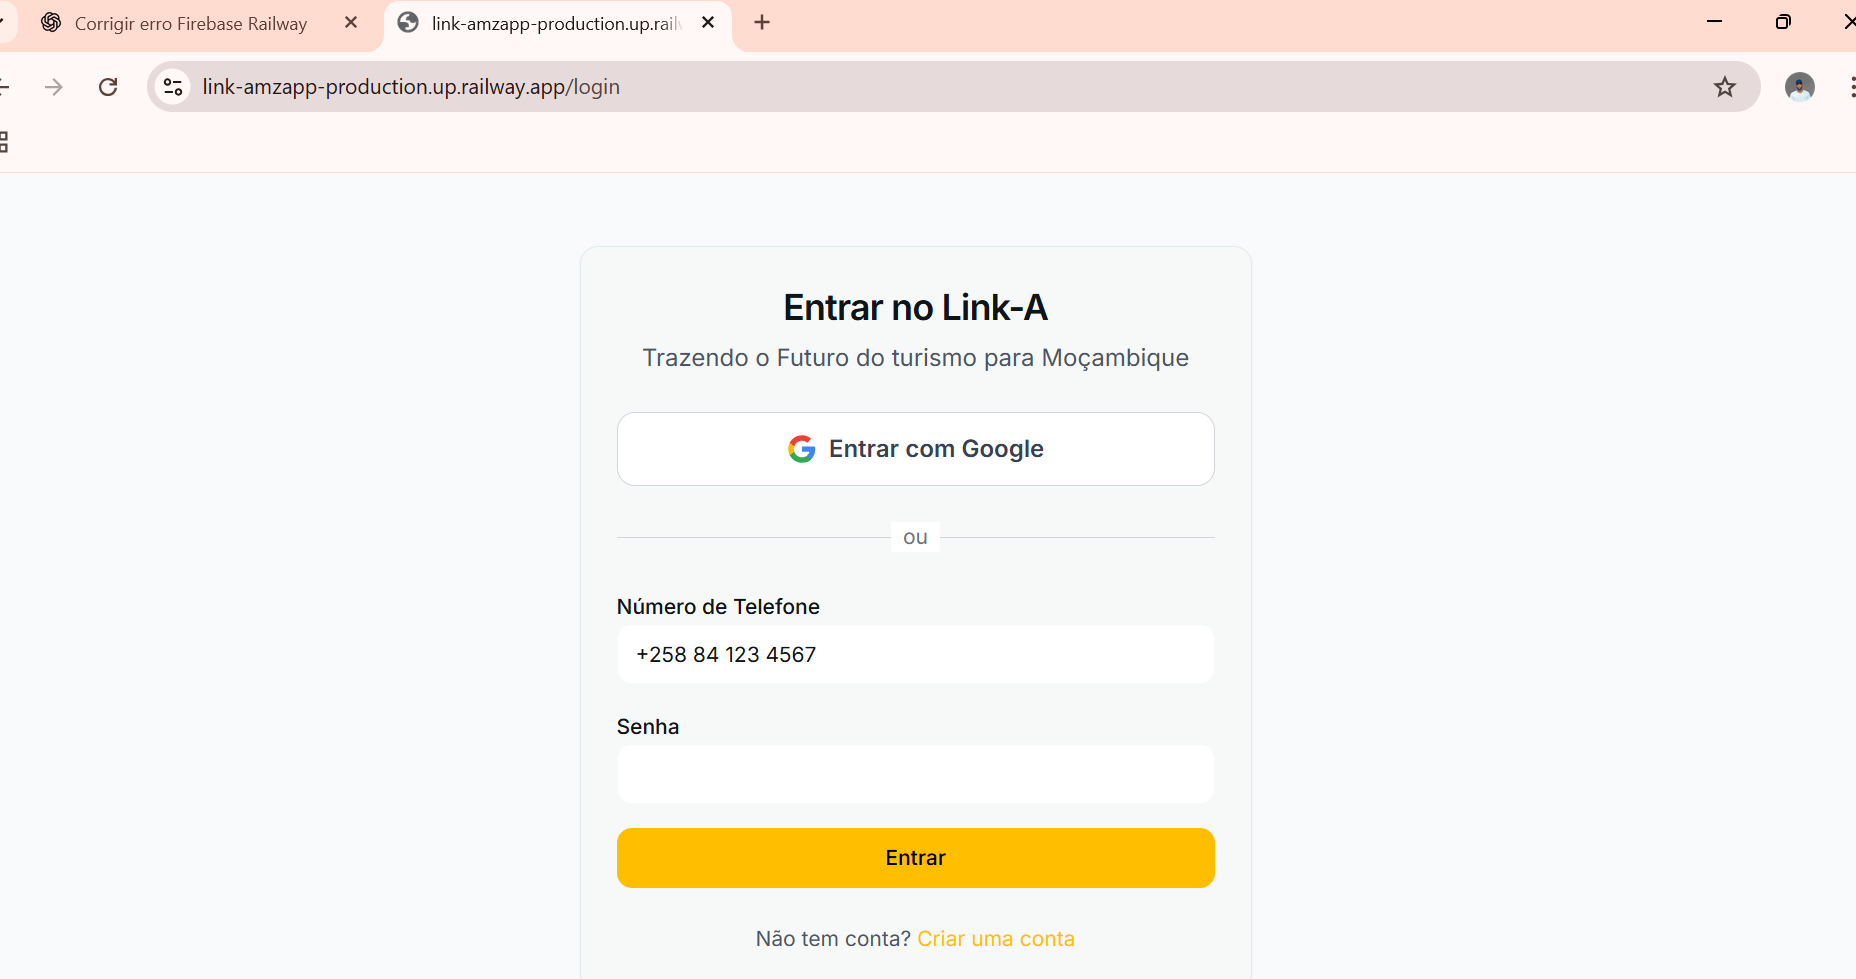 Corrigir erro Firebase Railway
link-amzapp-production.up.rail
link-amzapp-production.up.railway.app/login
Entrar no Link-A
Trazendo o Futuro do turismo para Moçambique
Entrar com Google
ou
Número de Telefone
+258 84 123 4567
Senha
Entrar
Não tem conta? Criar uma conta